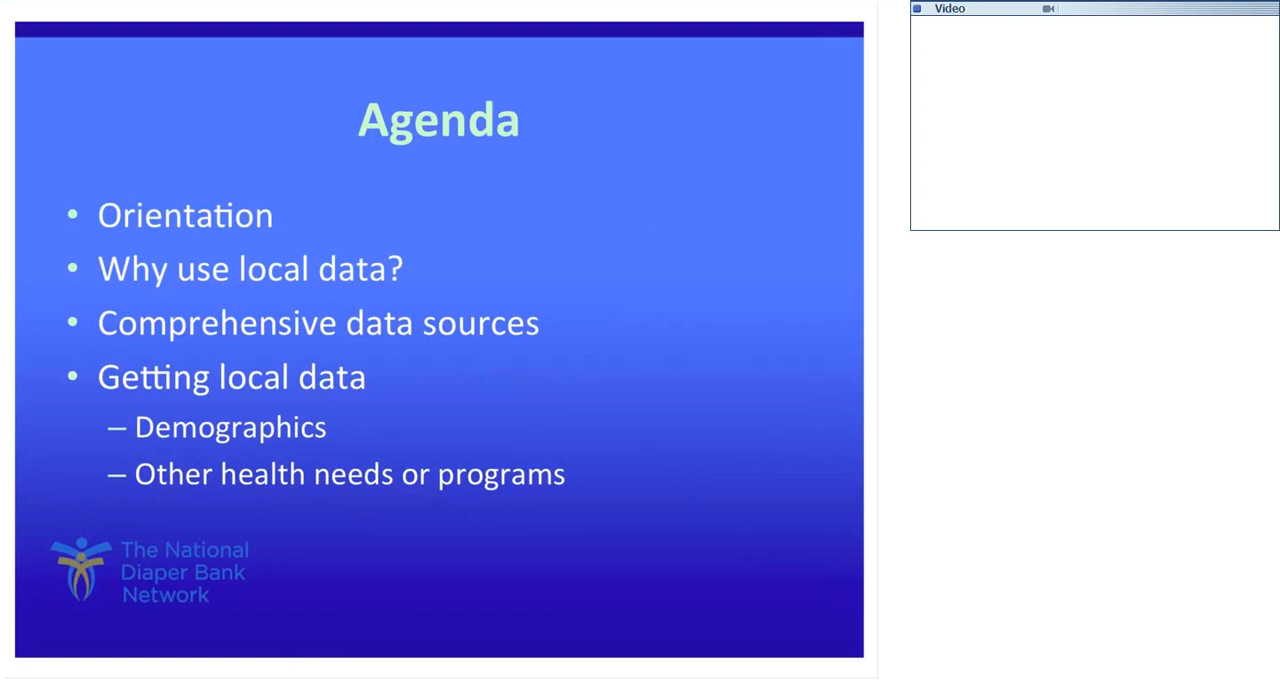 Agenda
• Orientation
• Why use local data?
• Comprehensive data sources
• Getting local data
– Demographics
– Other health needs or programs
The National
Diaper Bank
Network
Video